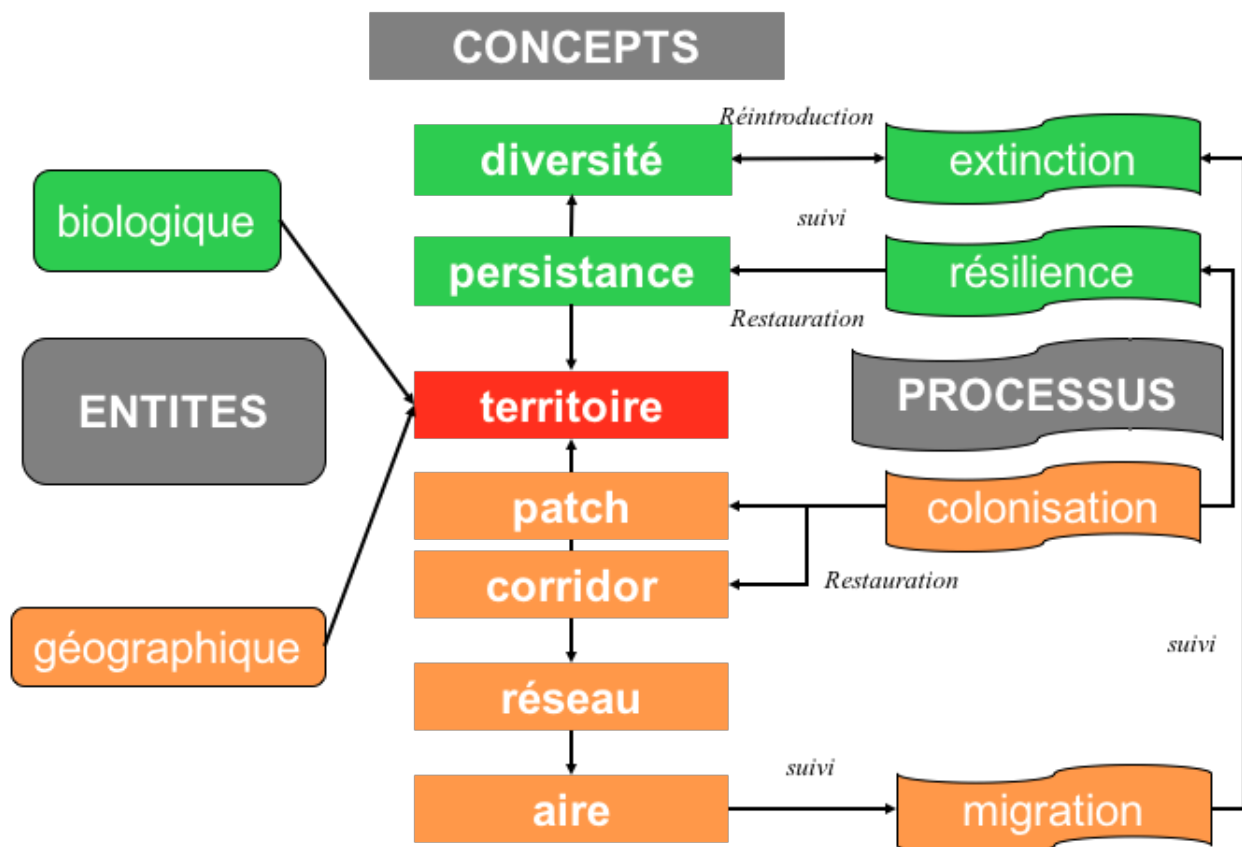 CONCEPTS
Réintroduction
diversité
extinction
biologique
suivi
persistance
résilience
Restauration
ENTITES
territoire
PROCESSUS
patch
colonisation
corridor
Restauration
géographique
suivi
réseau
suivi
aire
migration